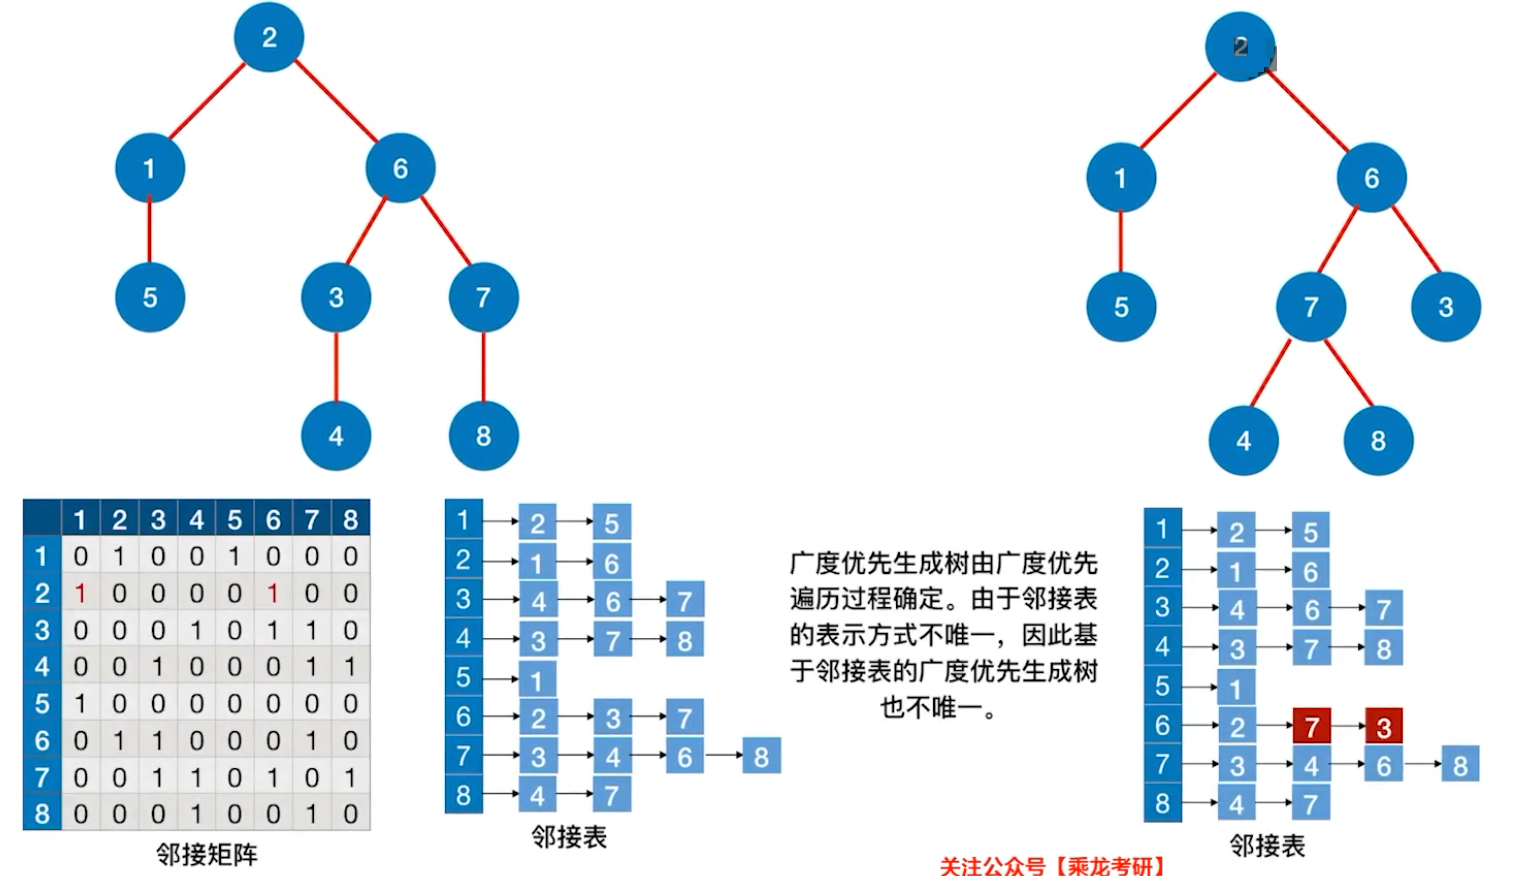 2
1 6
5 3 7
4 8
2
1 6
5 7 3
4 8
1 2 3 4 5 6 7 8
1 0 1 0 0 1 0 0 0
2 1 0 0 0 0 1 0 0
3 0 0 0 1 0 1 1 0
4 0 0 1 0 0 0 1 1
5 1 0 0 0 0 0 0 0
6 0 1 1 0 0 0 1 0
7 0 0 1 1 0 1 0 1
8 0 0 0 1 0 0 1 0
邻接矩阵
1 2 5
2 1 6
3 4 6 7
4 3 7 8
5 1
6 2 3 7
7 3 4 6 8
8 4 7
邻接表
广度优先生成树由广度优先
遍历过程确定。由于邻接表
的表示方式不唯一，因此基
于邻接表的广度优先生成树
也不唯一。
1 2 5
2 1 6
3 4 6 7
4 3 7 8
5 1
6 2 7 3
7 3 4 6 8
8 4 7
邻接表
关注公众号【乘龙考研】